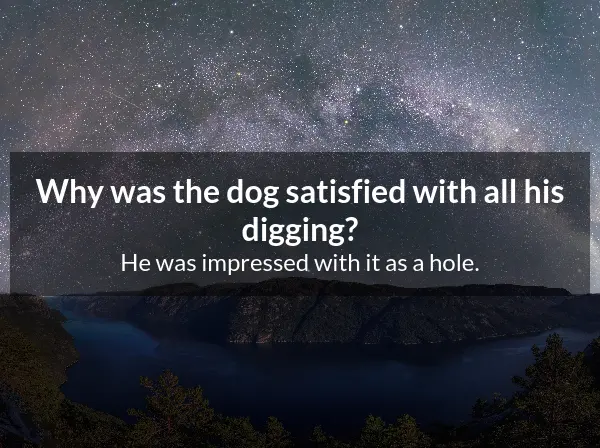 Why was the dog satisfied with all his
digging?
He was impressed with it as a hole.